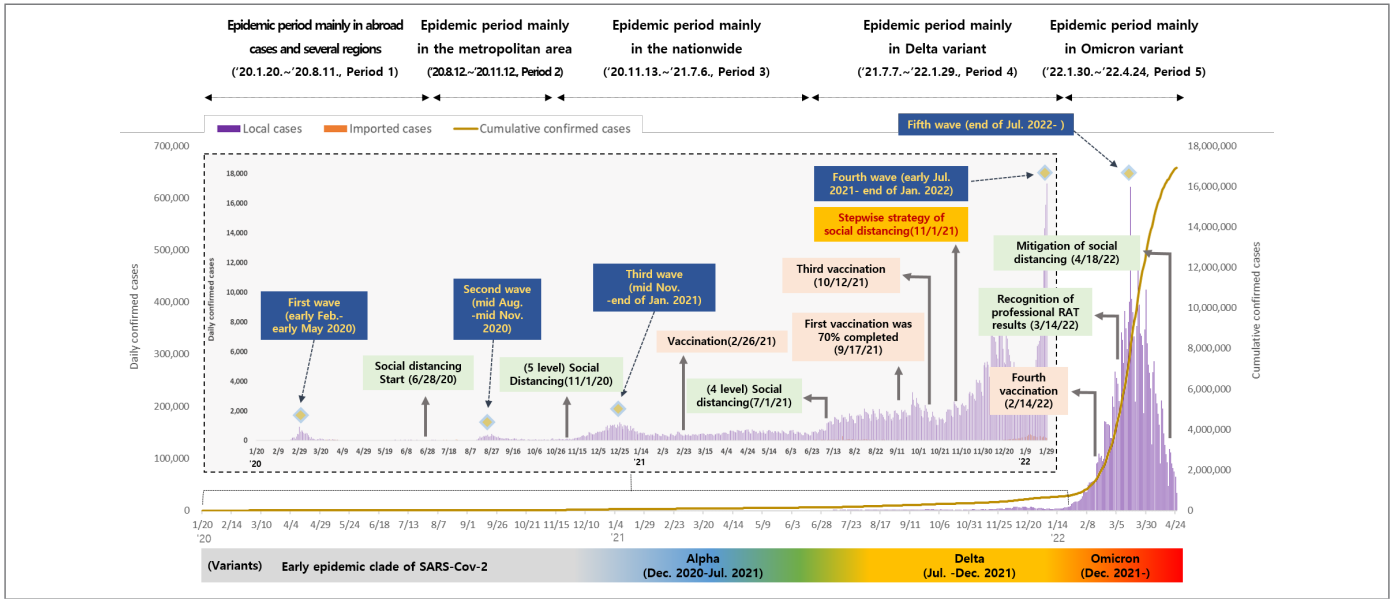 Epidemic period mainly in abroad
cases and several regions
('20.1.20.~'20.8.11., Period 1)
Epidemic period mainly
in the metropolitan area
('20.8.12.~'20.11.12., Period 2)
Epidemic period mainly
in the nationwide
('20.11.13.~'21.7.6., Period 3)
Epidemic period mainly
in Delta variant
('21.7.7.~'22.1.29., Period 4)
Epidemic period mainly
in Omicron variant
('22.1.30.~'22.4.24, Period 5)
Local cases
Imported cases
Cumulative confirmed cases
Fifth wave (end of Jul. 2022- )
700,000
600,000
500,000
400,000
300,000
200,000
100,000
0
Daily confirmed cases
18,000
16,000
14,000
12,000
10,000
8,000
6,000
4,000
2,000
0
Daily confirmed cases
First wave
(early Feb.-
early May 2020)
Social distancing
Start (6/28/20)
Second wave
(mid Aug.
-mid Nov.
2020)
(5 level) Social
Distancing(11/1/20)
Third wave
(mid Nov.
-end of Jan. 2021)
Vaccination(2/26/21)
(4 level) Social
distancing(7/1/21)
Fourth wave (early Jul.
2021- end of Jan. 2022)
Stepwise strategy of
social distancing(11/1/21)
Third vaccination
(10/12/21)
First vaccination was
70% completed
(9/17/21)
Mitigation of social
distancing (4/18/22)
Recognition of
professional RAT
results (3/14/22)
Fourth
vaccination
(2/14/22)
18,000,000
16,000,000
14,000,000
12,000,000
10,000,000
8,000,000
6,000,000
4,000,000
2,000,000
0
Cumulative confirmed cases
1/20 2/9 2/29 3/20 4/9 4/29 5/19 6/8 6/28 7/18 8/7 8/27 9/16 10/6 10/26 11/15 12/5 12/25 1/14 2/3 2/23 3/15 4/4 4/24 5/14 6/3 6/23 7/13 8/2 8/22 9/11 10/1 10/21 11/10 11/30 12/20 1/9 1/29
'20 '21 '22
1/20 2/14 3/10 4/4 4/29 5/24 6/18 7/13 8/7 9/1 9/26 10/21 11/15 12/10 1/4 1/29 2/23 3/20 4/14 5/9 6/3 6/28 7/23 8/17 9/11 10/6 10/31 11/25 12/20 1/14 2/8 3/5 3/30 4/24
'20 '21 '22
(Variants)
Early epidemic clade of SARS-Cov-2
Alpha
(Dec. 2020-Jul. 2021)
Delta
(Jul. -Dec. 2021)
Omicron
(Dec. 2021-)